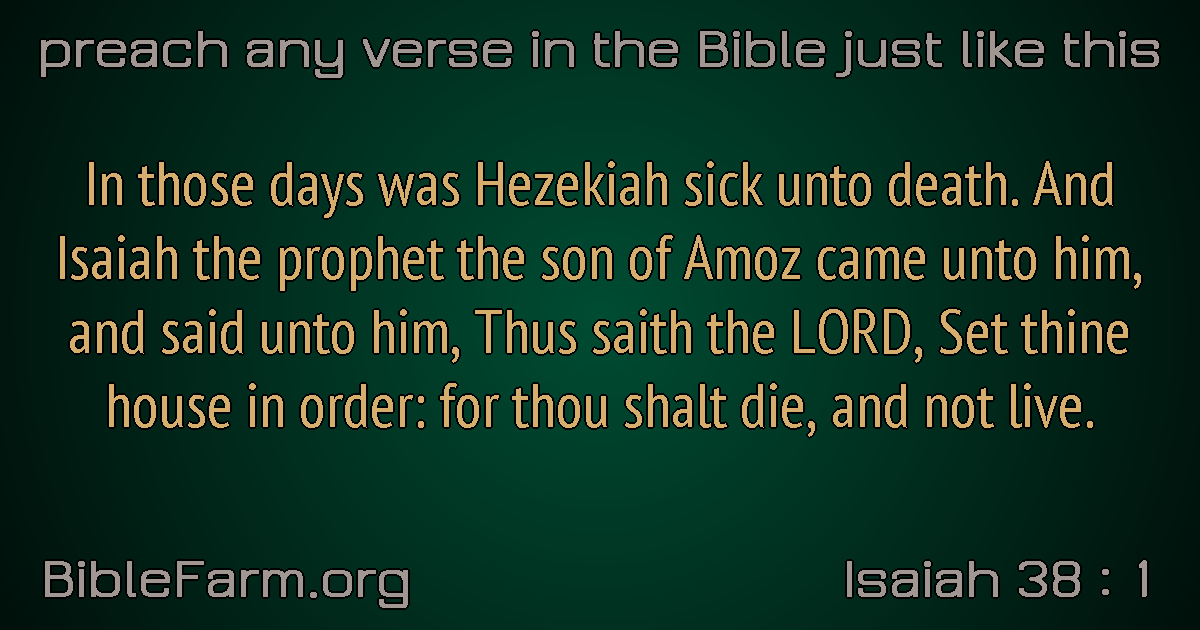 preach any verse in the Bible just like this
In those days was Hezekiah sick unto death. And
Isaiah the prophet the son of Amoz came unto him,
and said unto him, Thus saith the LORD, Set thine
house in order: for thou shalt die, and not live.
BibleFarm.org
Isaiah 38 : 1